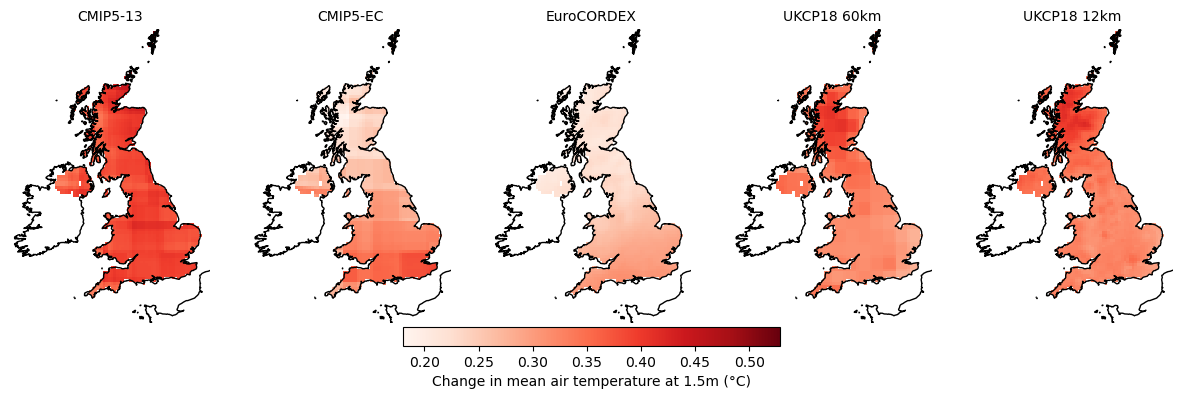 CMIP5-13
CMIP5-EC
EuroCORDEX
UKCP18 60km
UKCP18 12km
0.20 0.25 0.30 0.35 0.40 0.45 0.50
Change in mean air temperature at 1.5m (°C)